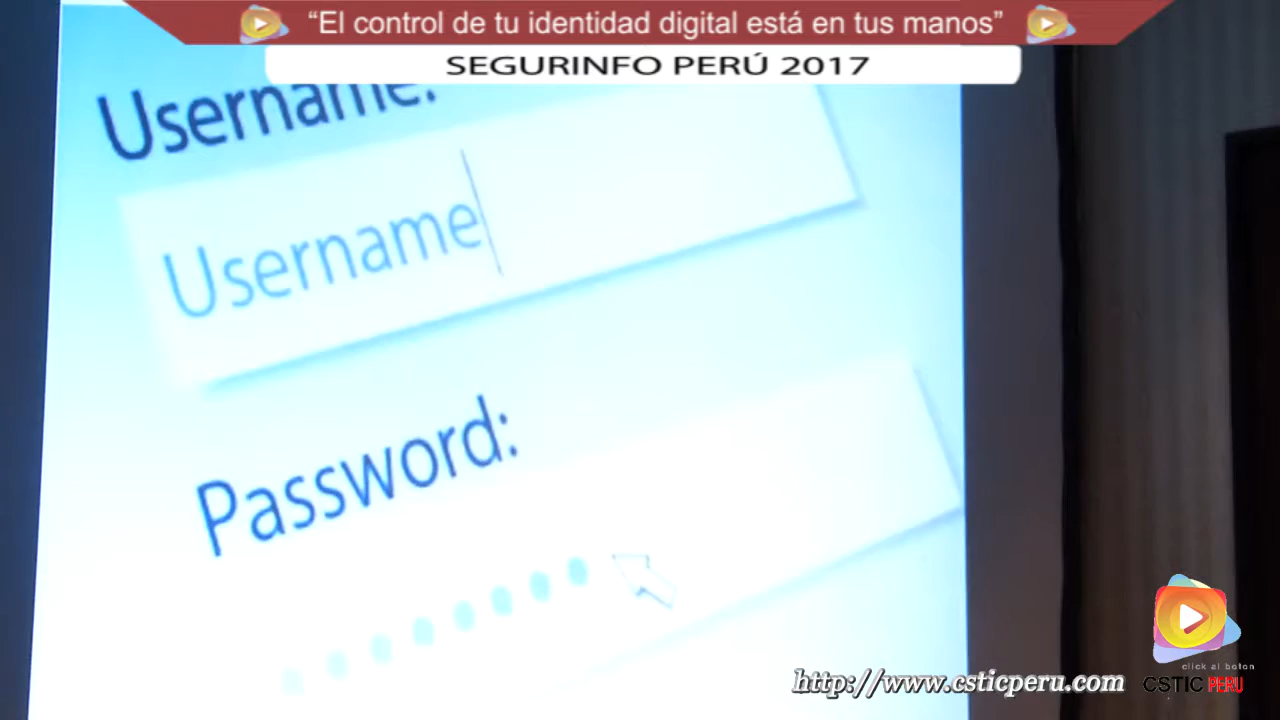 “El control de tu identidad digital está en tus manos”
SEGURINFO PERÚ 2017
Username:
Username
Password:
http://www.csticperu.com
click al boton
CSTIC PERU